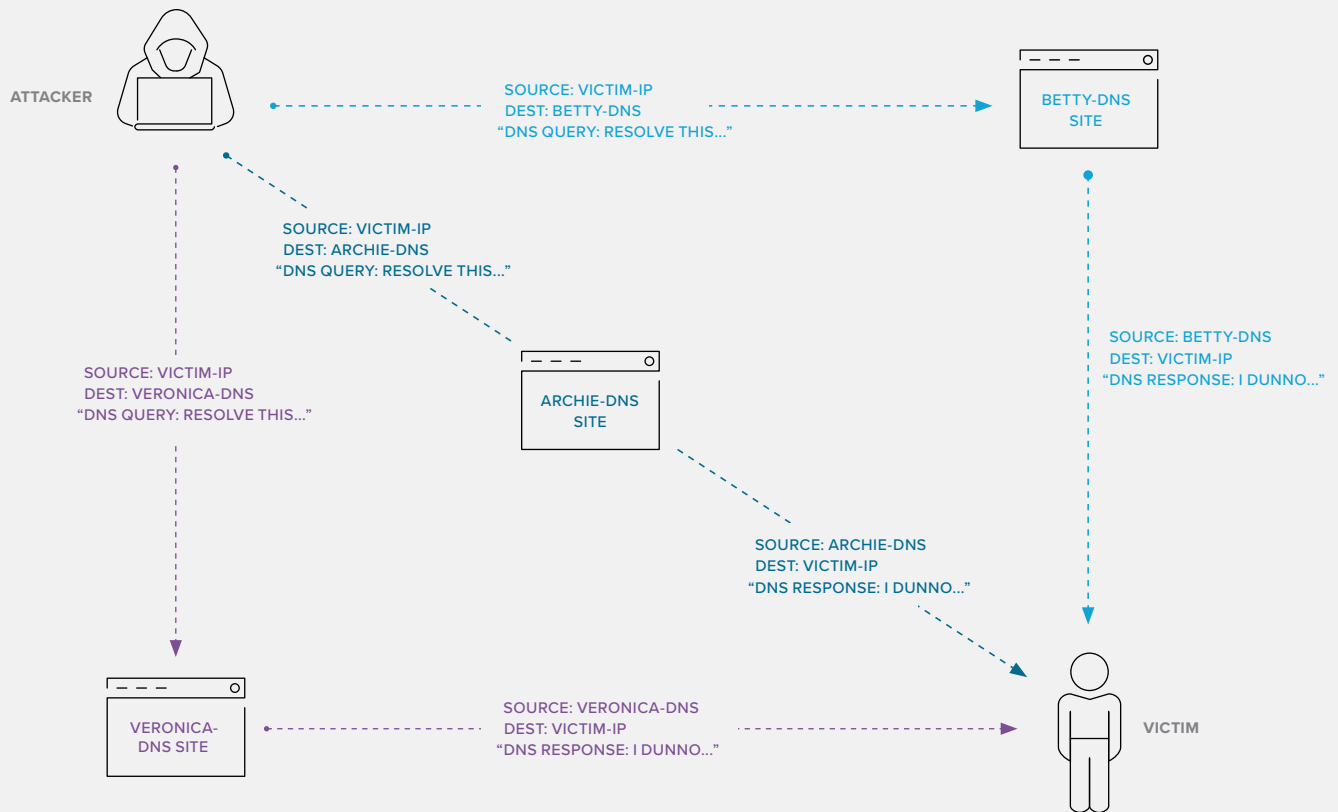 ATTACKER
SOURCE: VICTIM-IP
DEST: BETTY-DNS
“DNS QUERY: RESOLVE THIS...”
BETTY-DNS
SITE
SOURCE: VICTIM-IP
DEST: ARCHIE-DNS
“DNS QUERY: RESOLVE THIS...”
SOURCE: VICTIM-IP
DEST: VERONICA-DNS
“DNS QUERY: RESOLVE THIS...”
ARCHIE-DNS
SITE
SOURCE: BETTY-DNS
DEST: VICTIM-IP
“DNS RESPONSE: I DUNNO...”
SOURCE: ARCHIE-DNS
DEST: VICTIM-IP
“DNS RESPONSE: I DUNNO...”
VERONICA-
DNS SITE
SOURCE: VERONICA-DNS
DEST: VICTIM-IP
“DNS RESPONSE: I DUNNO...”
VICTIM